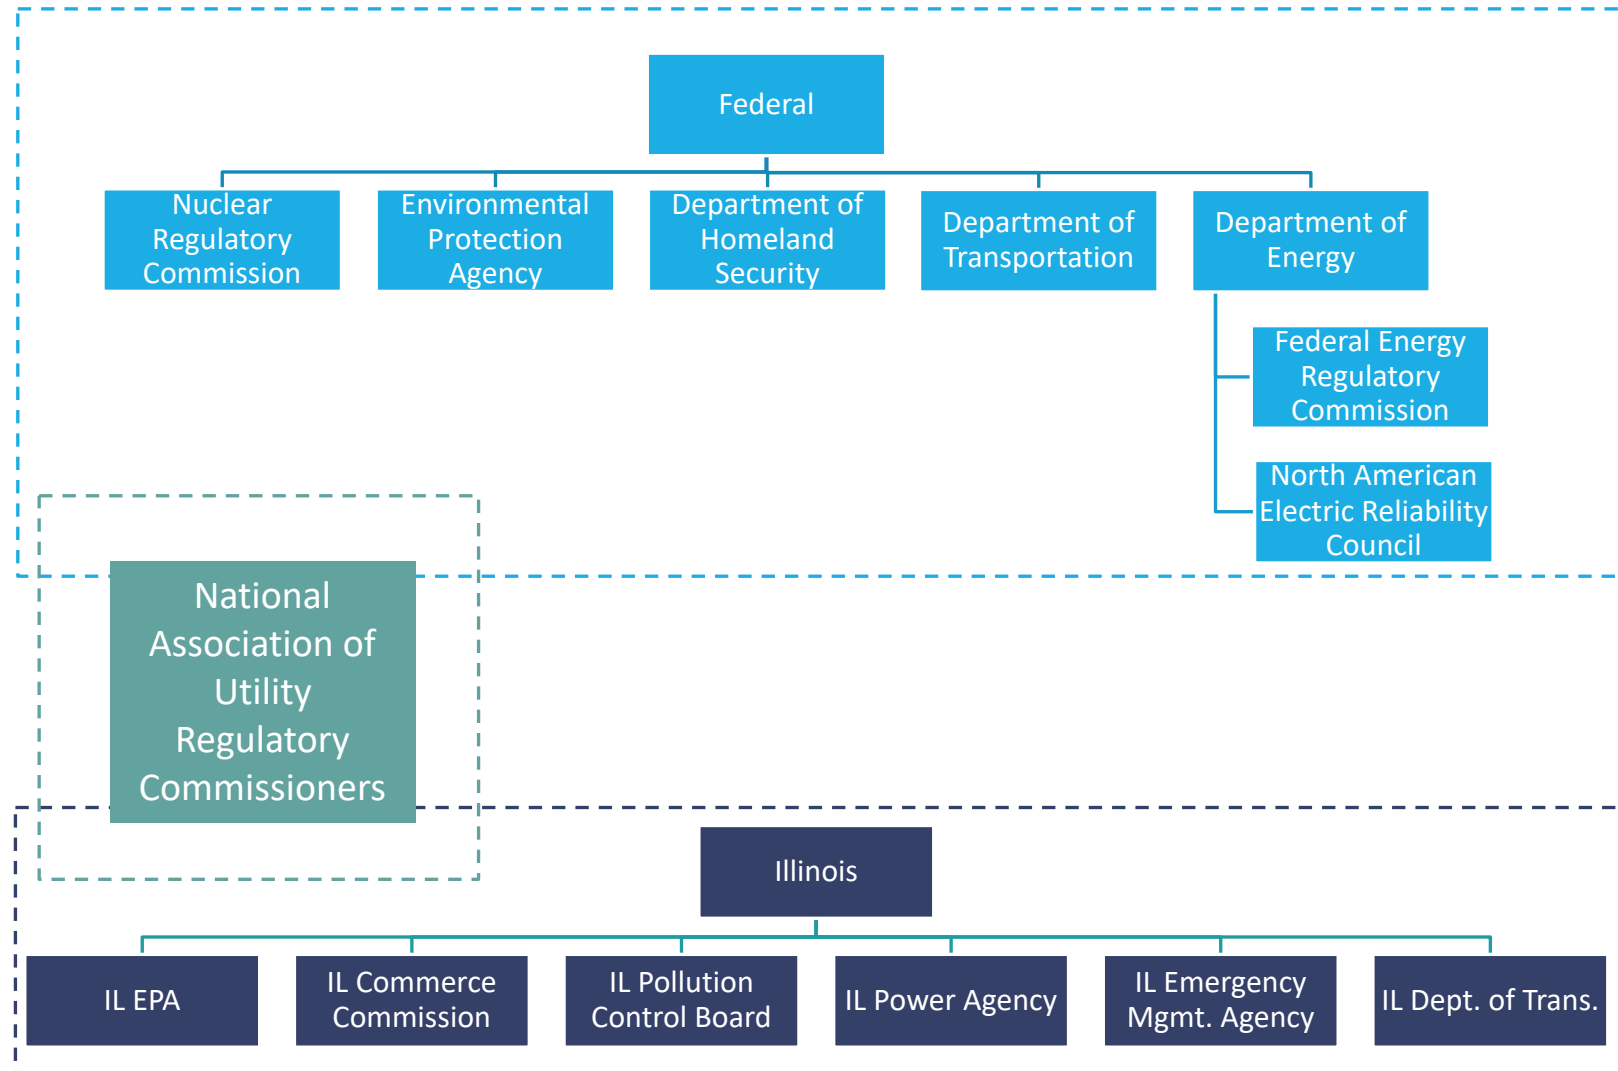 Federal
Nuclear
Regulatory
Commission
Environmental
Protection
Agency
Department of
Homeland
Security
Department of
Transportation
Department of
Energy
Federal Energy
Regulatory
Commission
North American
Electric Reliability
Council
National
Association of
Utility
Regulatory
Commissioners
Illinois
IL EPA
IL Commerce
Commission
IL Pollution
Control Board
IL Power Agency
IL Emergency
Mgmt. Agency
IL Dept. of Trans.